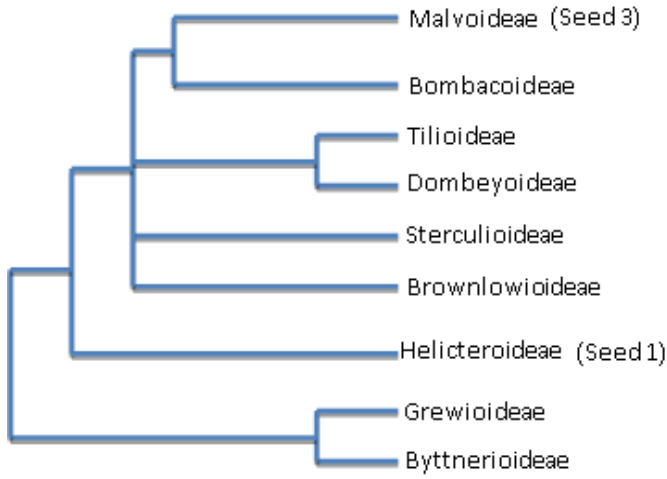 Malvoideae (Seed 3)
Bombacoideae
Tilioideae
Dombeyoideae
Sterculioideae
Brownlowioideae
Helicteroideae (Seed 1)
Grewioideae
Byttnerioideae